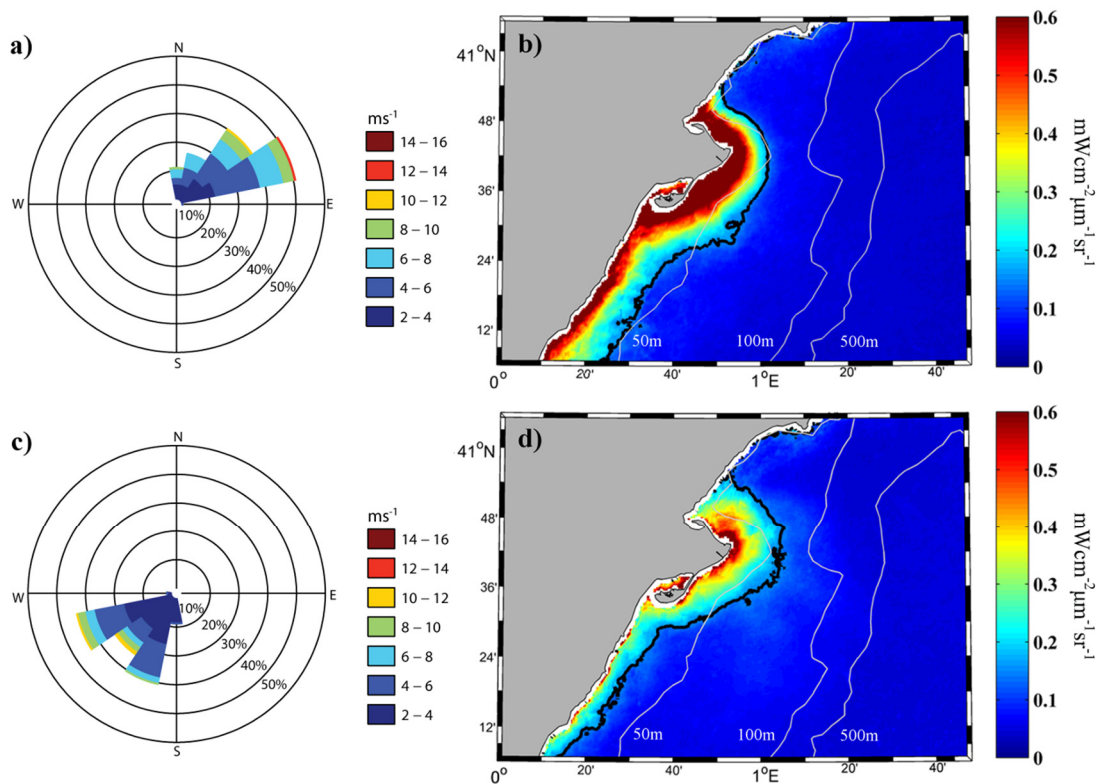 a)
N
W
E
S
10%
20%
30%
40%
50%
ms⁻¹
14 – 16
12 – 14
10 – 12
8 – 10
6 – 8
4 – 6
2 – 4
b)
41°N
48'
36'
24'
12'
0°
20'
40'
1°E
20'
40'
50m
100m
500m
0.6
0.5
0.4
0.3
0.2
0.1
0
mWcm⁻²μm⁻¹sr⁻¹
c)
N
W
E
S
10%
20%
30%
40%
50%
ms⁻¹
14 – 16
12 – 14
10 – 12
8 – 10
6 – 8
4 – 6
2 – 4
d)
41°N
48'
36'
24'
12'
0°
20'
40'
1°E
20'
40'
50m
100m
500m
0.6
0.5
0.4
0.3
0.2
0.1
0
mWcm⁻²μm⁻¹sr⁻¹